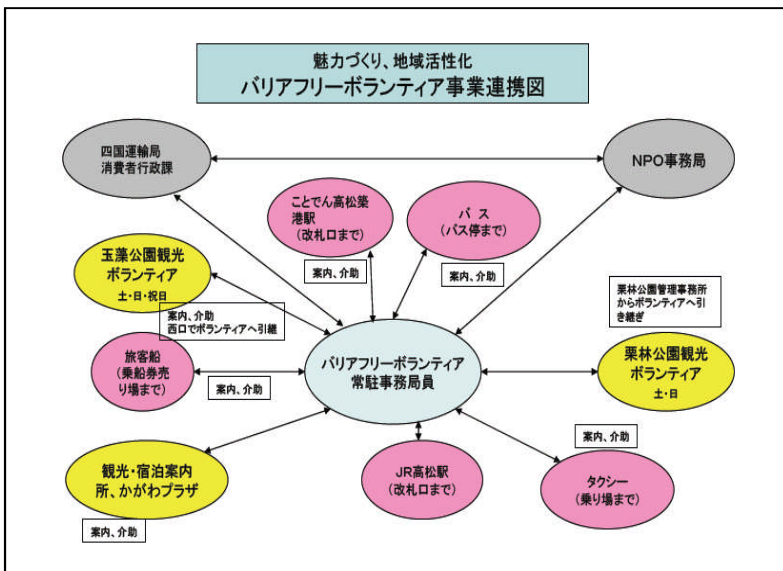 魅力づくり、地域活性化
バリアフリーボランティア事業連携図
四国運輸局
消費者行政課
NPO事務局
ことでん高松築
港駅
(改札口まで)
バ ス
(バス停まで)
玉藻公園観光
ボランティア
土・日・祝日
案内、介助
案内、介助
栗林公園管理事務所
からボランティアへ引
き継ぎ
案内、介助
西口でボランティアへ引継
旅客船
(乗船券売
り場まで)
案内、介助
バリアフリーボランティア
常駐事務局員
栗林公園観光
ボランティア
土・日
案内、介助
観光・宿泊案内
所、かがわプラザ
案内、介助
JR高松駅
(改札口まで)
タクシー
(乗り場まで)